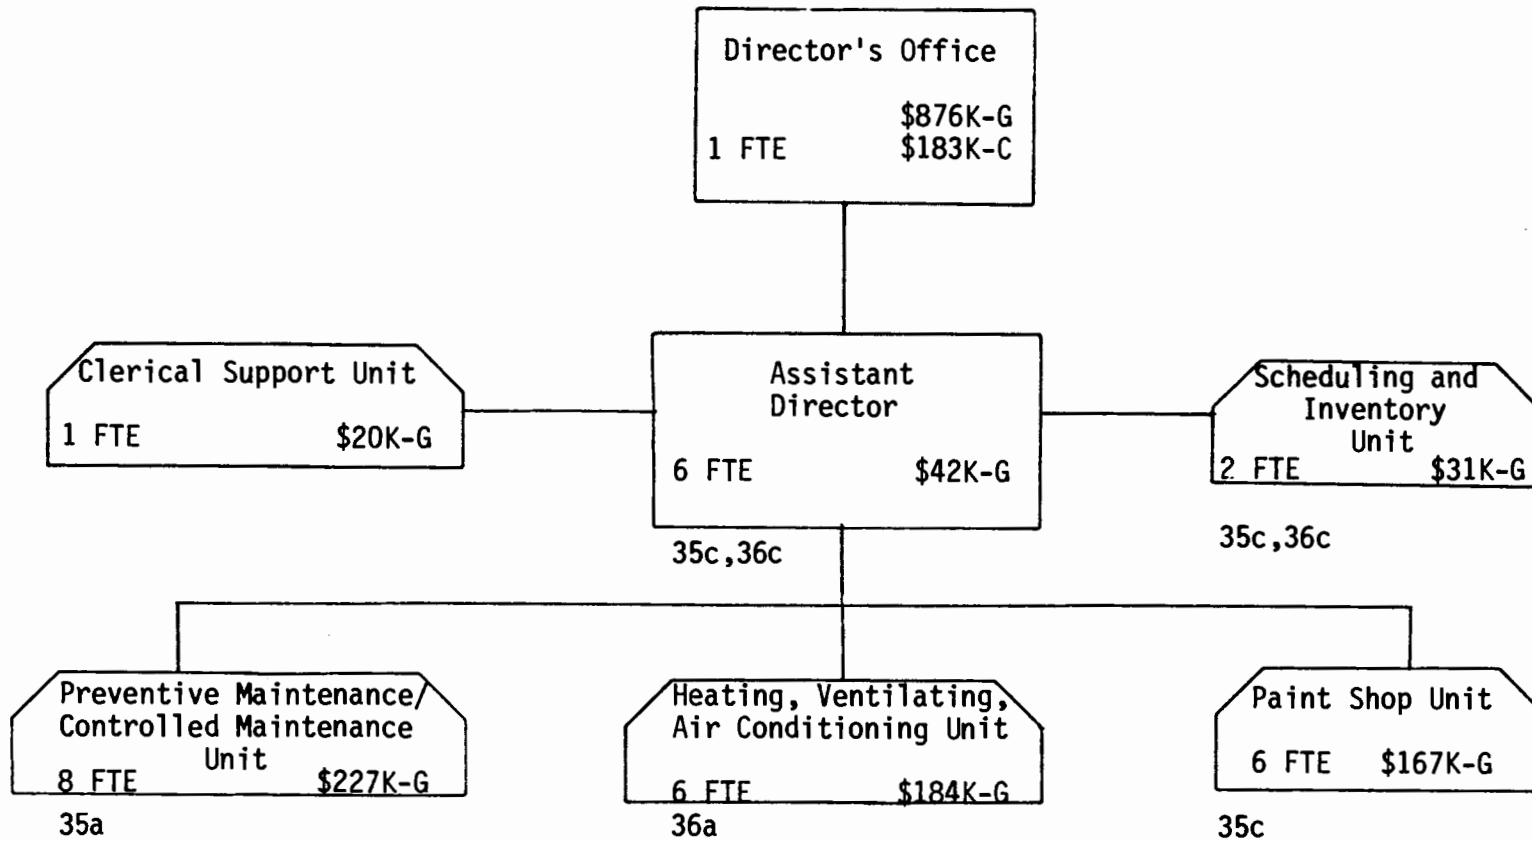 Director's Office
$876K-G
1 FTE $183K-C
Clerical Support Unit
1 FTE $20K-G
Assistant
Director
6 FTE $42K-G
35c,36c
Scheduling and
Inventory
Unit
2 FTE $31K-G
35c,36c
Preventive Maintenance/
Controlled Maintenance
Unit
8 FTE $227K-G
35a
Heating, Ventilating,
Air Conditioning Unit
6 FTE $184K-G
36a
Paint Shop Unit
6 FTE $167K-G
35c